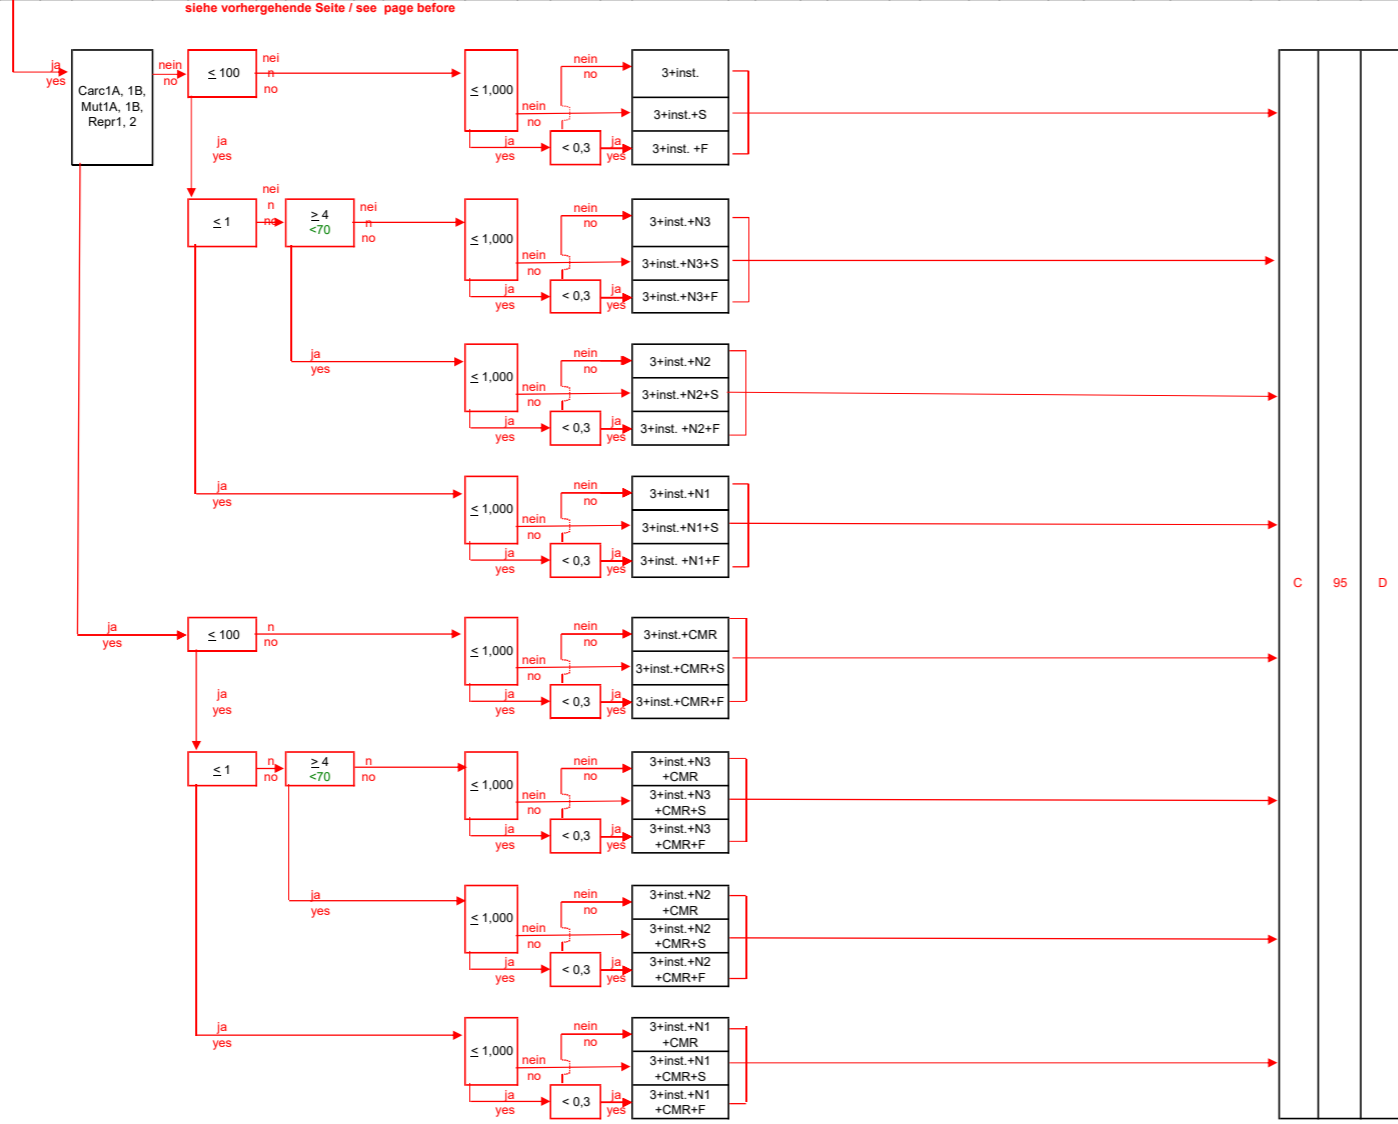 siehe vorhergehende Seite / see page before
ja
yes
Carc1A, 1B,
Mut1A, 1B,
Repr1, 2
nein
no
≤ 100
nei
n
no
≤ 1,000
nein
no
ja
yes
< 0,3
nein
no
ja
yes
3+inst.
3+inst.+S
3+inst. +F
ja
yes
≤ 1
nei
n
no
≥ 4
<70
nei
n
no
≤ 1,000
nein
no
ja
yes
< 0,3
nein
no
ja
yes
3+inst.+N3
3+inst.+N3+S
3+inst.+N3+F
ja
yes
≤ 1,000
nein
no
ja
yes
< 0,3
nein
no
ja
yes
3+inst.+N2
3+inst.+N2+S
3+inst. +N2+F
ja
yes
≤ 1,000
nein
no
ja
yes
< 0,3
nein
no
ja
yes
3+inst.+N1
3+inst.+N1+S
3+inst. +N1+F
C
95
D
ja
yes
≤ 100
n
no
≤ 1,000
nein
no
ja
yes
< 0,3
nein
no
ja
yes
3+inst.+CMR
3+inst.+CMR+S
3+inst.+CMR+F
ja
yes
≤ 1
n
no
≥ 4
<70
n
no
≤ 1,000
nein
no
ja
yes
< 0,3
nein
no
ja
yes
3+inst.+N3
+CMR
3+inst.+N3
+CMR+S
3+inst.+N3
+CMR+F
ja
yes
≤ 1,000
nein
no
ja
yes
< 0,3
nein
no
ja
yes
3+inst.+N2
+CMR
3+inst.+N2
+CMR+S
3+inst.+N2
+CMR+F
ja
yes
≤ 1,000
nein
no
ja
yes
< 0,3
nein
no
ja
yes
3+inst.+N1
+CMR
3+inst.+N1
+CMR+S
3+inst.+N1
+CMR+F